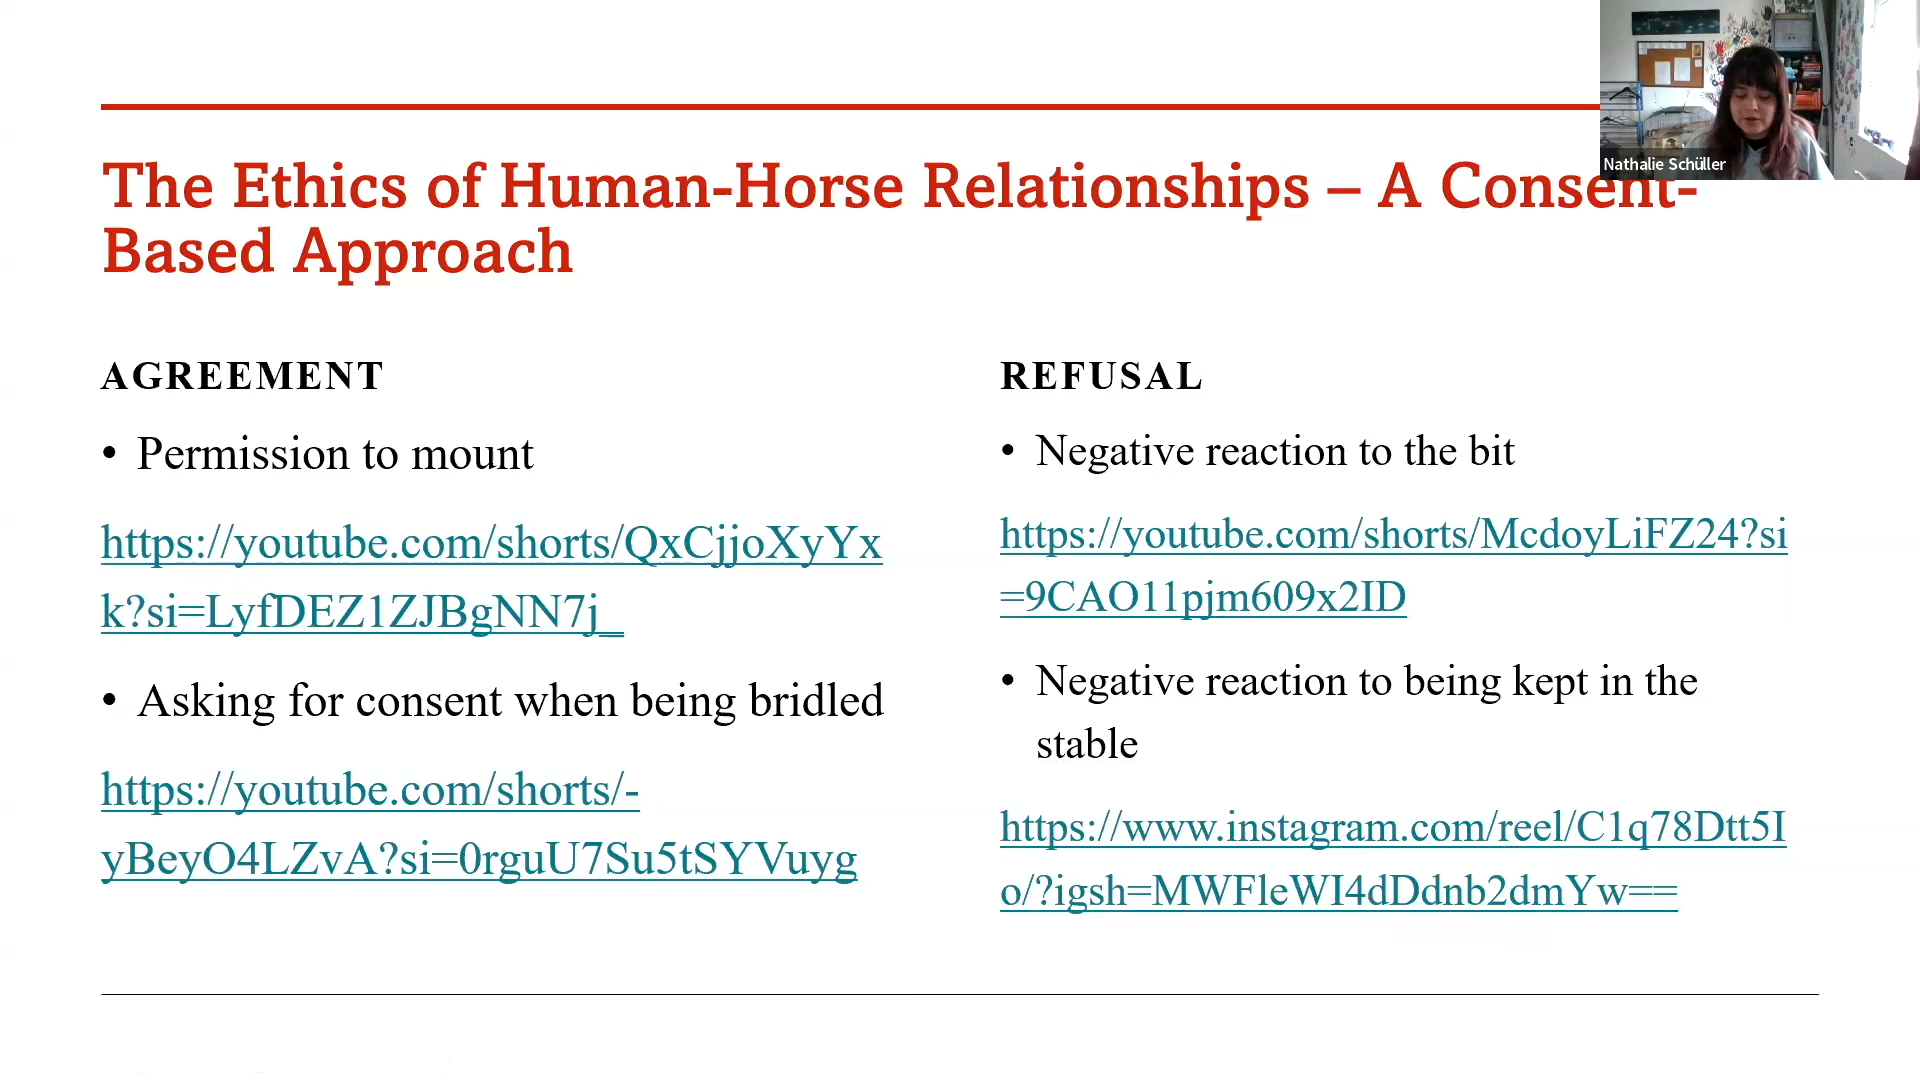 Nathalie Schüller
The Ethics of Human-Horse Relationships – A Consent-
Based Approach
AGREEMENT
• Permission to mount
https://youtube.com/shorts/QxCjjoXyYx
k?si=LyfDEZ1ZJBgNN7j_
• Asking for consent when being bridled
https://youtube.com/shorts/-
yBeyO4LZvA?si=0rguU7Su5tSYVuyg
REFUSAL
• Negative reaction to the bit
https://youtube.com/shorts/McdoyLiFZ24?si
=9CAO11pjm609x2ID
• Negative reaction to being kept in the
stable
https://www.instagram.com/reel/C1q78Dtt5I
o/?igsh=MWFleWI4dDdnb2dmYw==